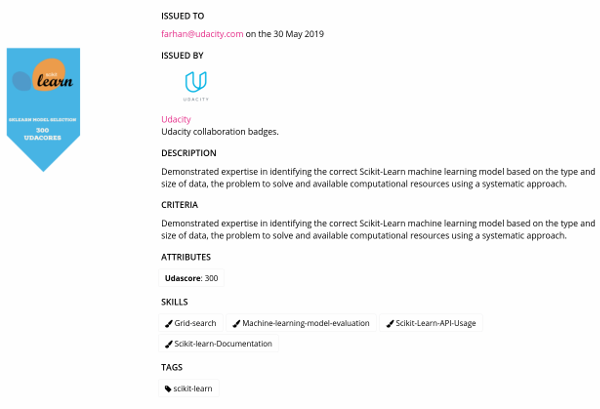 scikit
learn
SKLEARN MODEL SELECTION
300
UDACORES
ISSUED TO
farhan@udacity.com on the 30 May 2019
ISSUED BY
UDACITY
Udacity
Udacity collaboration badges.
DESCRIPTION
Demonstrated expertise in identifying the correct Scikit-Learn machine learning model based on the type and
size of data, the problem to solve and available computational resources using a systematic approach.
CRITERIA
Demonstrated expertise in identifying the correct Scikit-Learn machine learning model based on the type and
size of data, the problem to solve and available computational resources using a systematic approach.
ATTRIBUTES
Udascore: 300
SKILLS
Grid-search Machine-learning-model-evaluation Scikit-Learn-API-Usage
Scikit-learn-Documentation
TAGS
scikit-learn